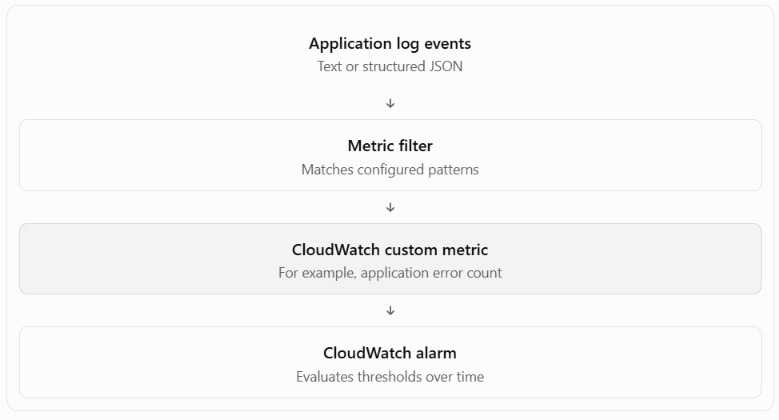 Application log events
Text or structured JSON
↓
Metric filter
Matches configured patterns
↓
CloudWatch custom metric
For example, application error count
↓
CloudWatch alarm
Evaluates thresholds over time